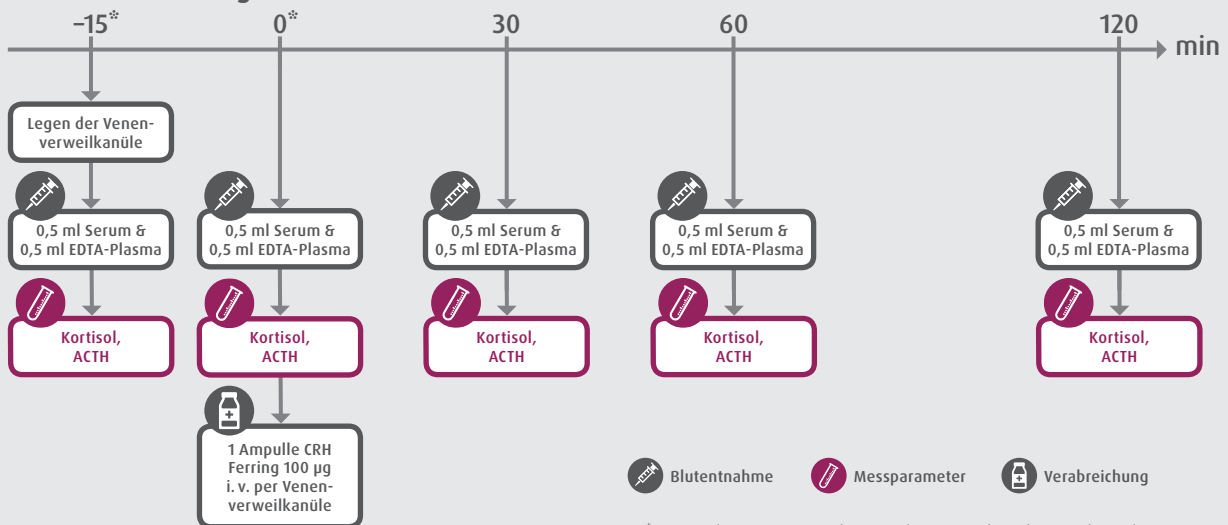 –15* 0* 30 60 120
min
Legen der Venen-
verweilkanüle
0,5 ml Serum &
0,5 ml EDTA-Plasma
0,5 ml Serum &
0,5 ml EDTA-Plasma
0,5 ml Serum &
0,5 ml EDTA-Plasma
0,5 ml Serum &
0,5 ml EDTA-Plasma
0,5 ml Serum &
0,5 ml EDTA-Plasma
Kortisol,
ACTH
Kortisol,
ACTH
Kortisol,
ACTH
Kortisol,
ACTH
Kortisol,
ACTH
1 Ampulle CRH
Ferring 100 µg
i. v. per Venen-
verweilkanüle
Blutentnahme Messparameter Verabreichung